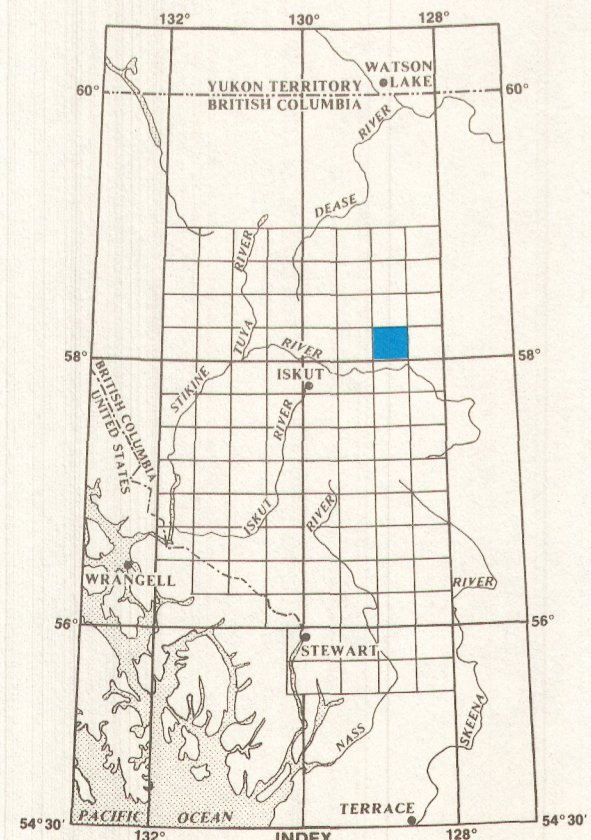 132° 130° 128°
WATSON
LAKE
60° 60°
YUKON TERRITORY
BRITISH COLUMBIA
RIVER
DEASE
RIVER
TUYA
RIVER
58° 58°
ISKUT
STIKINE
BRITISH COLUMBIA
UNITED STATES
RIVER
ISKUT
RIVER
WRANGELL
RIVER
56° 56°
STEWART
SKEENA
NASS
TERRACE
PACIFIC OCEAN
54°30' 54°30'
132° 128°
INDEX